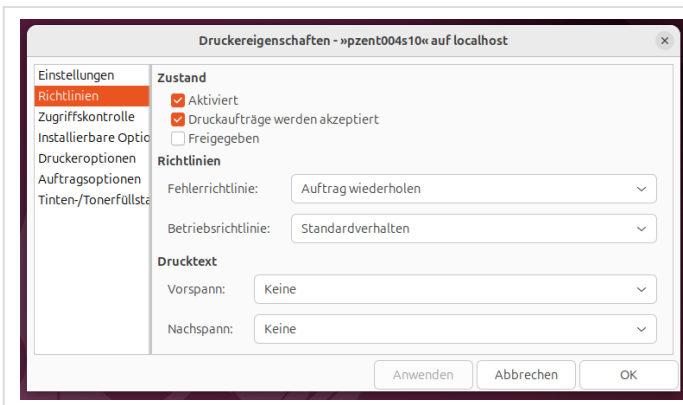 Druckereigenschaften - »pzent004s10« auf localhost
Einstellungen
Richtlinien
Zugriffskontrolle
Installierbare Optio
Druckeroptionen
Auftragsoptionen
Tinten-/Tonerfüllsta
Zustand
Aktiviert
Druckaufträge werden akzeptiert
Freigegeben
Richtlinien
Fehlerrichtlinie: Auftrag wiederholen
Betriebsrichtlinie: Standardverhalten
Drucktext
Vorspann: Keine
Nachspann: Keine
Anwenden Abbrechen OK